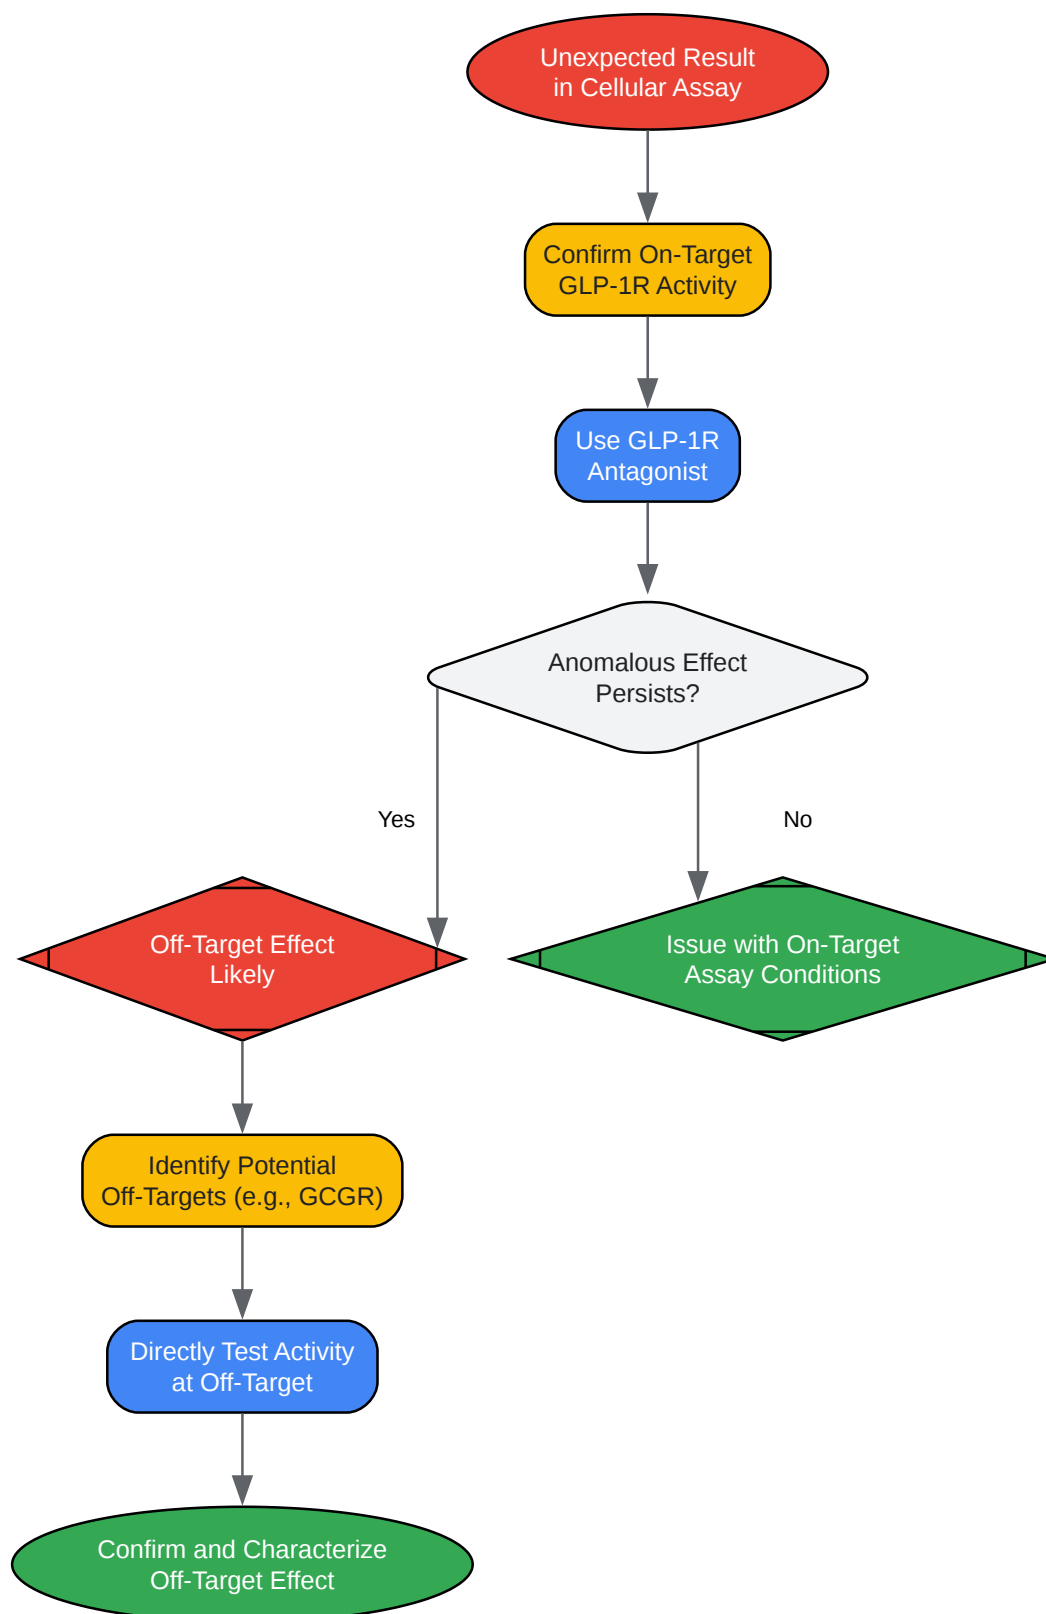 Unexpected Result
in Cellular Assay
Confirm On-Target
GLP-1R Activity
Use GLP-1R
Antagonist
Anomalous Effect
Persists?
Yes
No
Off-Target Effect
Likely
Issue with On-Target
Assay Conditions
Identify Potential
Off-Targets (e.g., GCGR)
Directly Test Activity
at Off-Target
Confirm and Characterize
Off-Target Effect